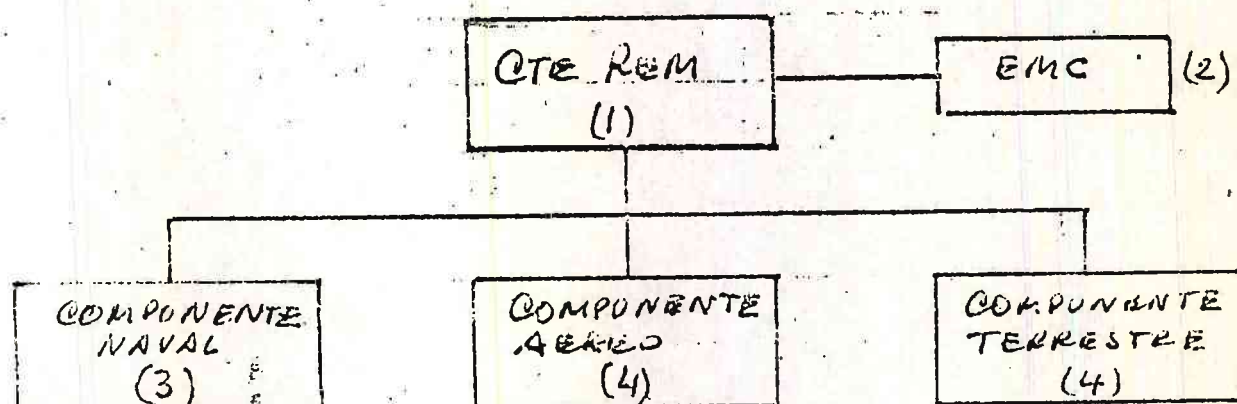 CTE REM
(1)
EMC
(2)
COMPONENTE
NAVAL
(3)
COMPONENTE
AEREO
(4)
COMPONENTE
TERRESTRE
(4)